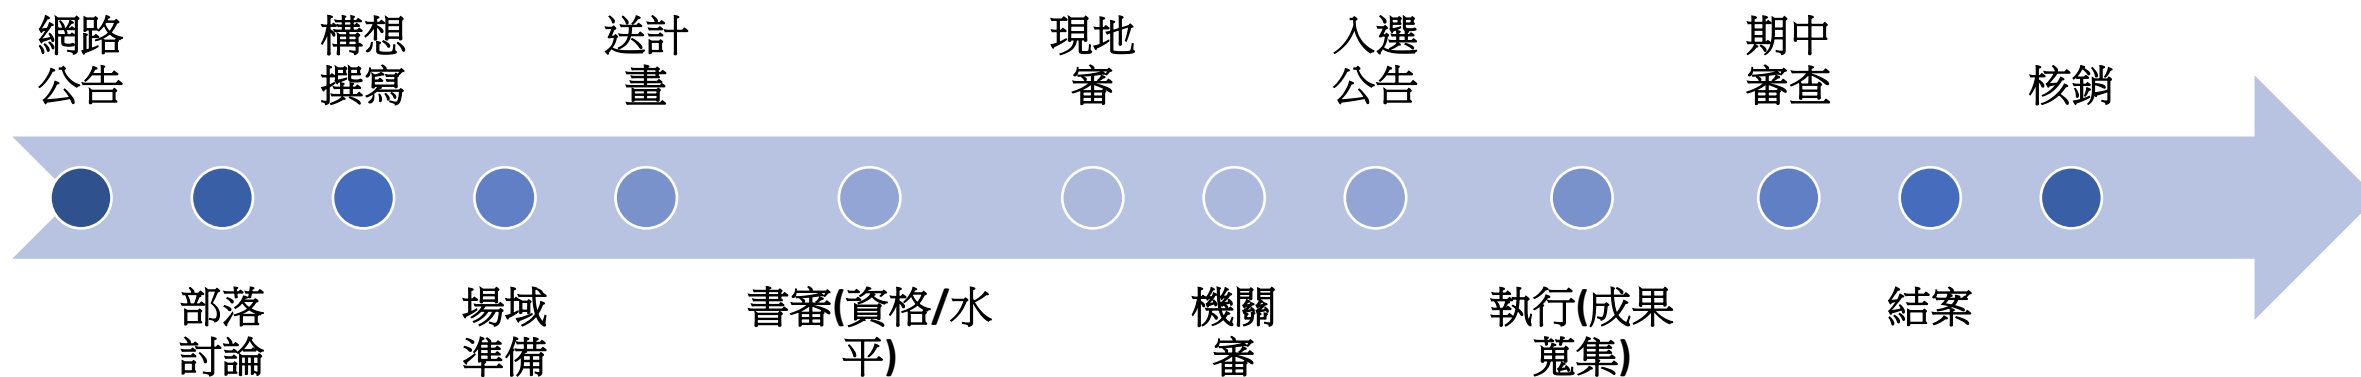 網路
公告
部落
討論
構想
撰寫
場域
準備
送計
畫
書審(資格/水
平)
現地
審
機關
審
入選
公告
執行(成果
蒐集)
期中
審查
結案
核銷